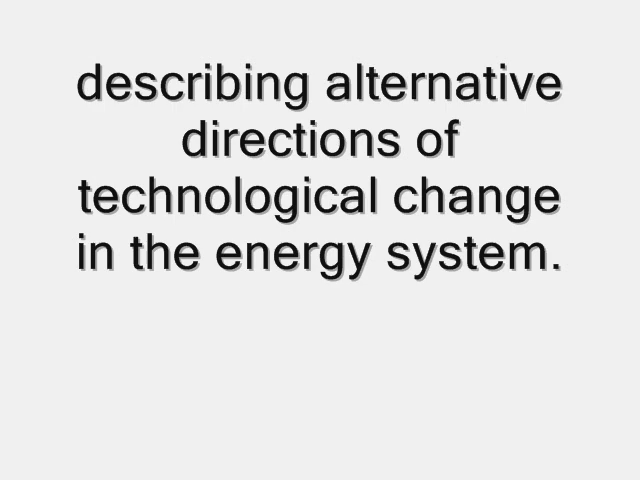 describing alternative
directions of
technological change
in the energy system.